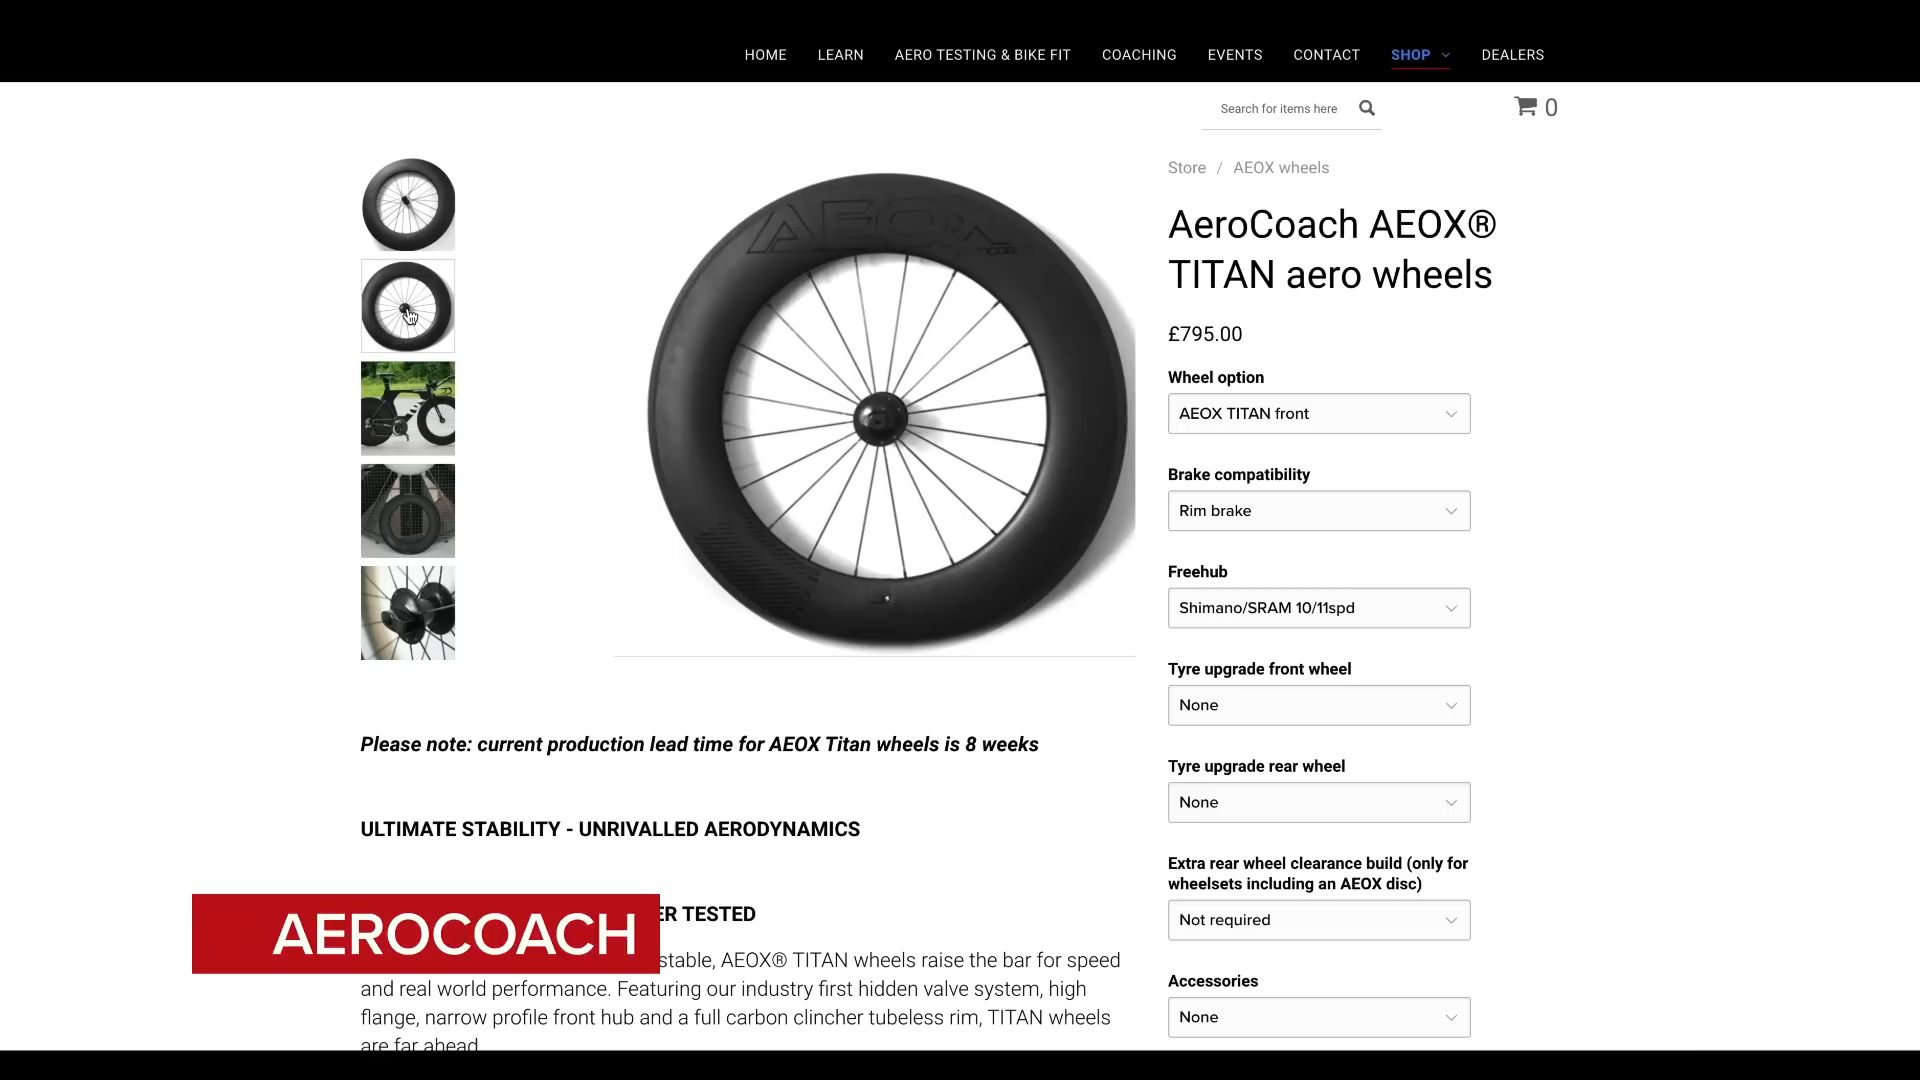 HOME LEARN AERO TESTING & BIKE FIT COACHING EVENTS CONTACT SHOP DEALERS
Search for items here
0
Store / AEOX wheels
AeroCoach AEOX®
TITAN aero wheels
£795.00
Wheel option
AEOX TITAN front
Brake compatibility
Rim brake
Freehub
Shimano/SRAM 10/11spd
Tyre upgrade front wheel
None
Tyre upgrade rear wheel
None
Extra rear wheel clearance build (only for
wheelsets including an AEOX disc)
Not required
Accessories
None
AEOX
Please note: current production lead time for AEOX Titan wheels is 8 weeks
ULTIMATE STABILITY - UNRIVALLED AERODYNAMICS
ER TESTED
AEROCOACH
stable, AEOX® TITAN wheels raise the bar for speed
and real world performance. Featuring our industry first hidden valve system, high
flange, narrow profile front hub and a full carbon clincher tubeless rim, TITAN wheels
are far ahead